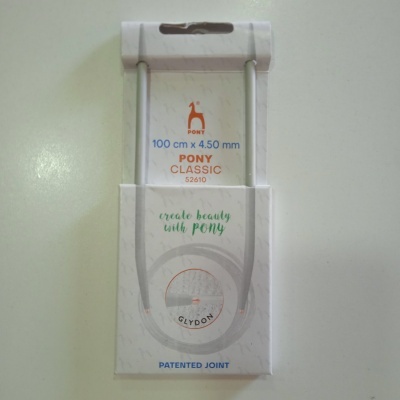 PONY
100 cm x 4.50 mm
PONY
CLASSIC
52610
create beauty
with PONY
GLYDON
PATENTED JOINT